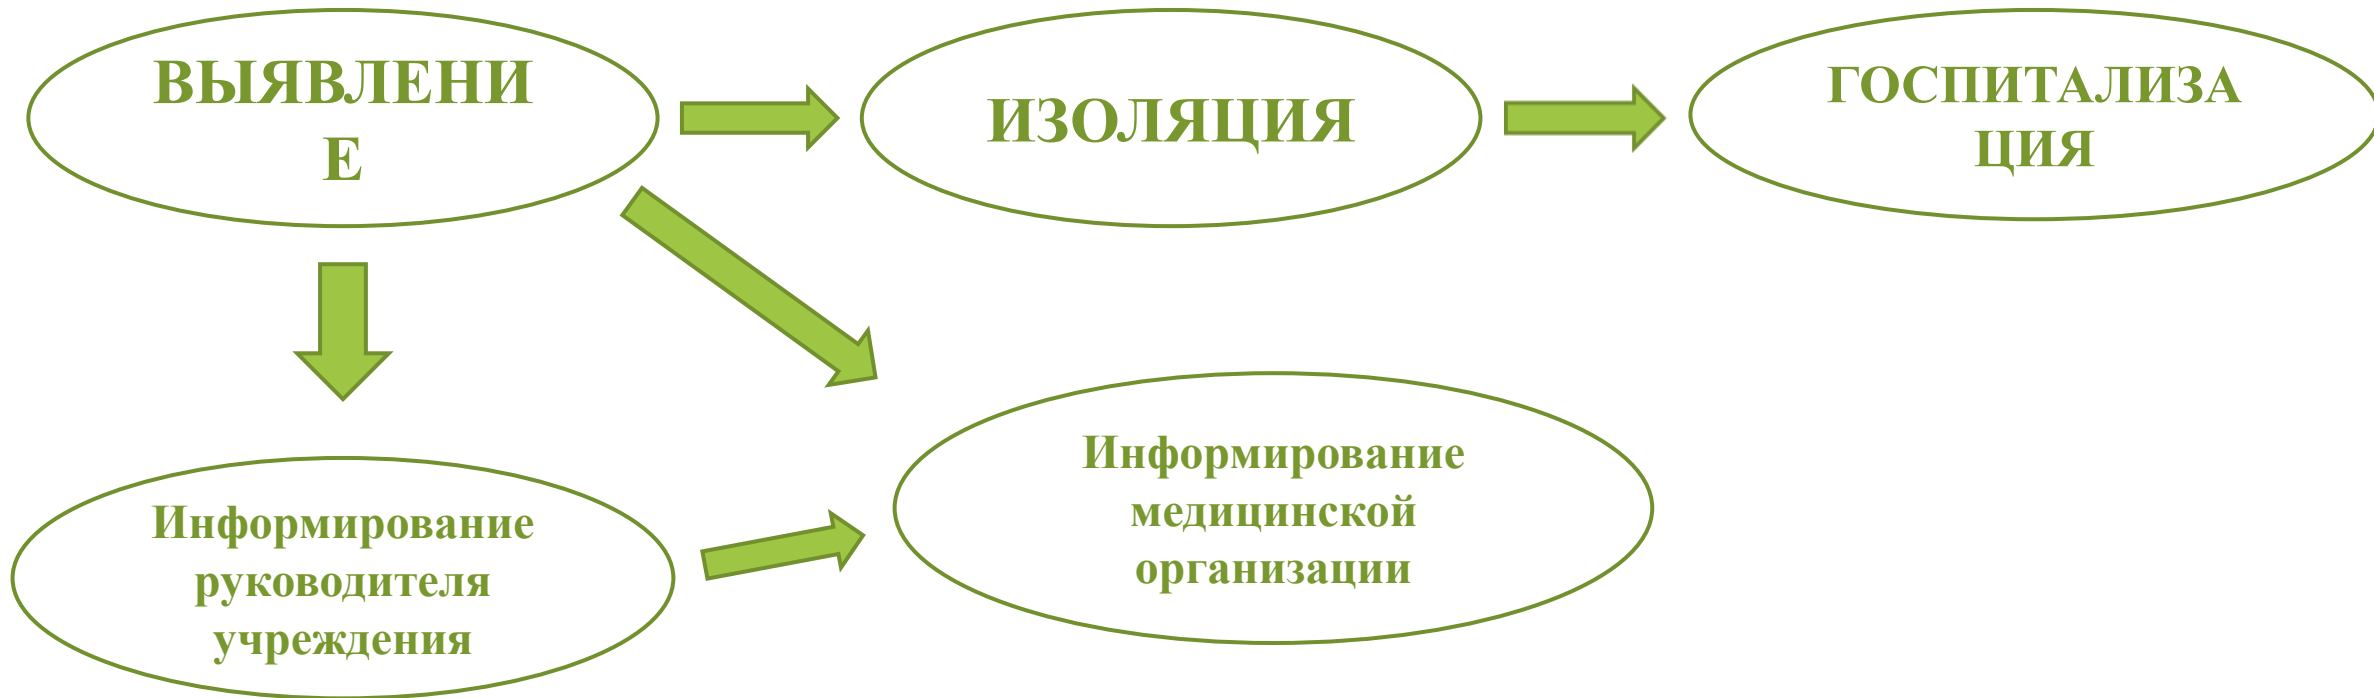 ВЫЯВЛЕНИ
Е
ИЗОЛЯЦИЯ
ГОСПИТАЛИЗА
ЦИЯ
Информирование
руководителя
учреждения
Информирование
медицинской
организации